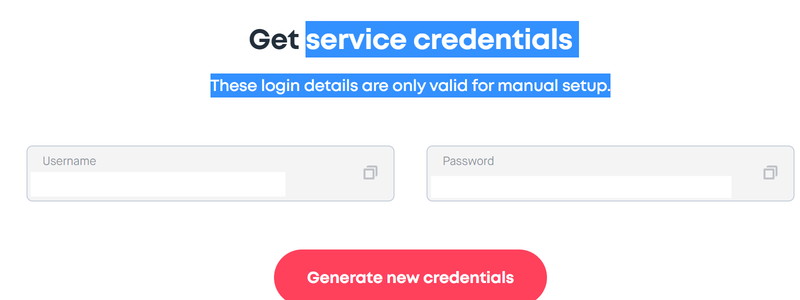 Get service credentials
These login details are only valid for manual setup.
Username
Password
Generate new credentials